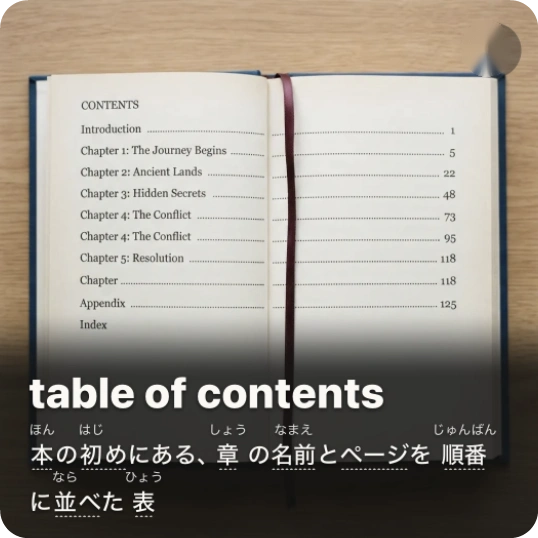 CONTENTS
Introduction ........ 1
Chapter 1: The Journey Begins ........ 5
Chapter 2: Ancient Lands ........ 22
Chapter 3: Hidden Secrets ........ 48
Chapter 4: The Conflict ........ 73
Chapter 4: The Conflict ........ 95
Chapter 5: Resolution ........ 118
Chapter ........ 118
Appendix ........ 125
Index
table of contents
ほん はじ しょう なまえ じゅんばん
本の初めにある、章の名前とページを順番
なら ひょう
に並べた表